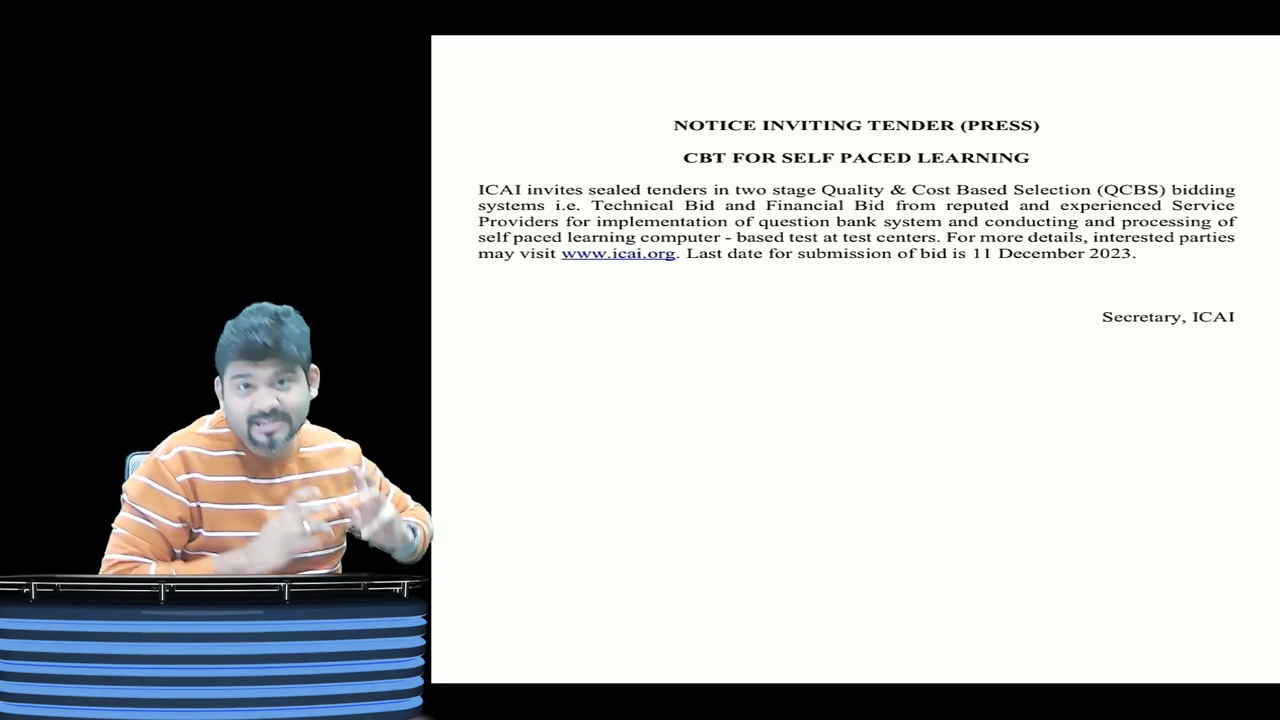 NOTICE INVITING TENDER (PRESS)
CBT FOR SELF PACED LEARNING
ICAI invites sealed tenders in two stage Quality & Cost Based Selection (QCBS) bidding
systems i.e. Technical Bid and Financial Bid from reputed and experienced Service
Providers for implementation of question bank system and conducting and processing of
self paced learning computer - based test at test centers. For more details, interested parties
may visit www.icai.org. Last date for submission of bid is 11 December 2023.
Secretary, ICAI